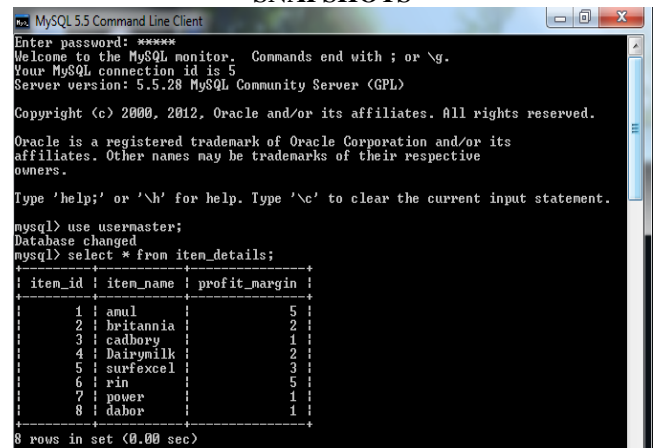 SNAPSHOTS
MySQL 5.5 Command Line Client
Enter password: *****
Welcome to the MySQL monitor.  Commands end with ; or \g.
Your MySQL connection id is 5
Server version: 5.5.28 MySQL Community Server (GPL)

Copyright (c) 2000, 2012, Oracle and/or its affiliates. All rights reserved.

Oracle is a registered trademark of Oracle Corporation and/or its
affiliates. Other names may be trademarks of their respective
owners.

Type 'help;' or '\h' for help. Type '\c' to clear the current input statement.

mysql> use usermaster;
Database changed
mysql> select * from item_details;
+---------+-----------+---------------+
| item_id | item_name | profit_margin |
+---------+-----------+---------------+
|       1 | amul      |             5 |
|       2 | britannia |             2 |
|       3 | cadbory   |             1 |
|       4 | Dairymilk |             2 |
|       5 | surfexcel |             3 |
|       6 | rin       |             5 |
|       7 | power     |             1 |
|       8 | dabor     |             1 |
+---------+-----------+---------------+
8 rows in set (0.00 sec)